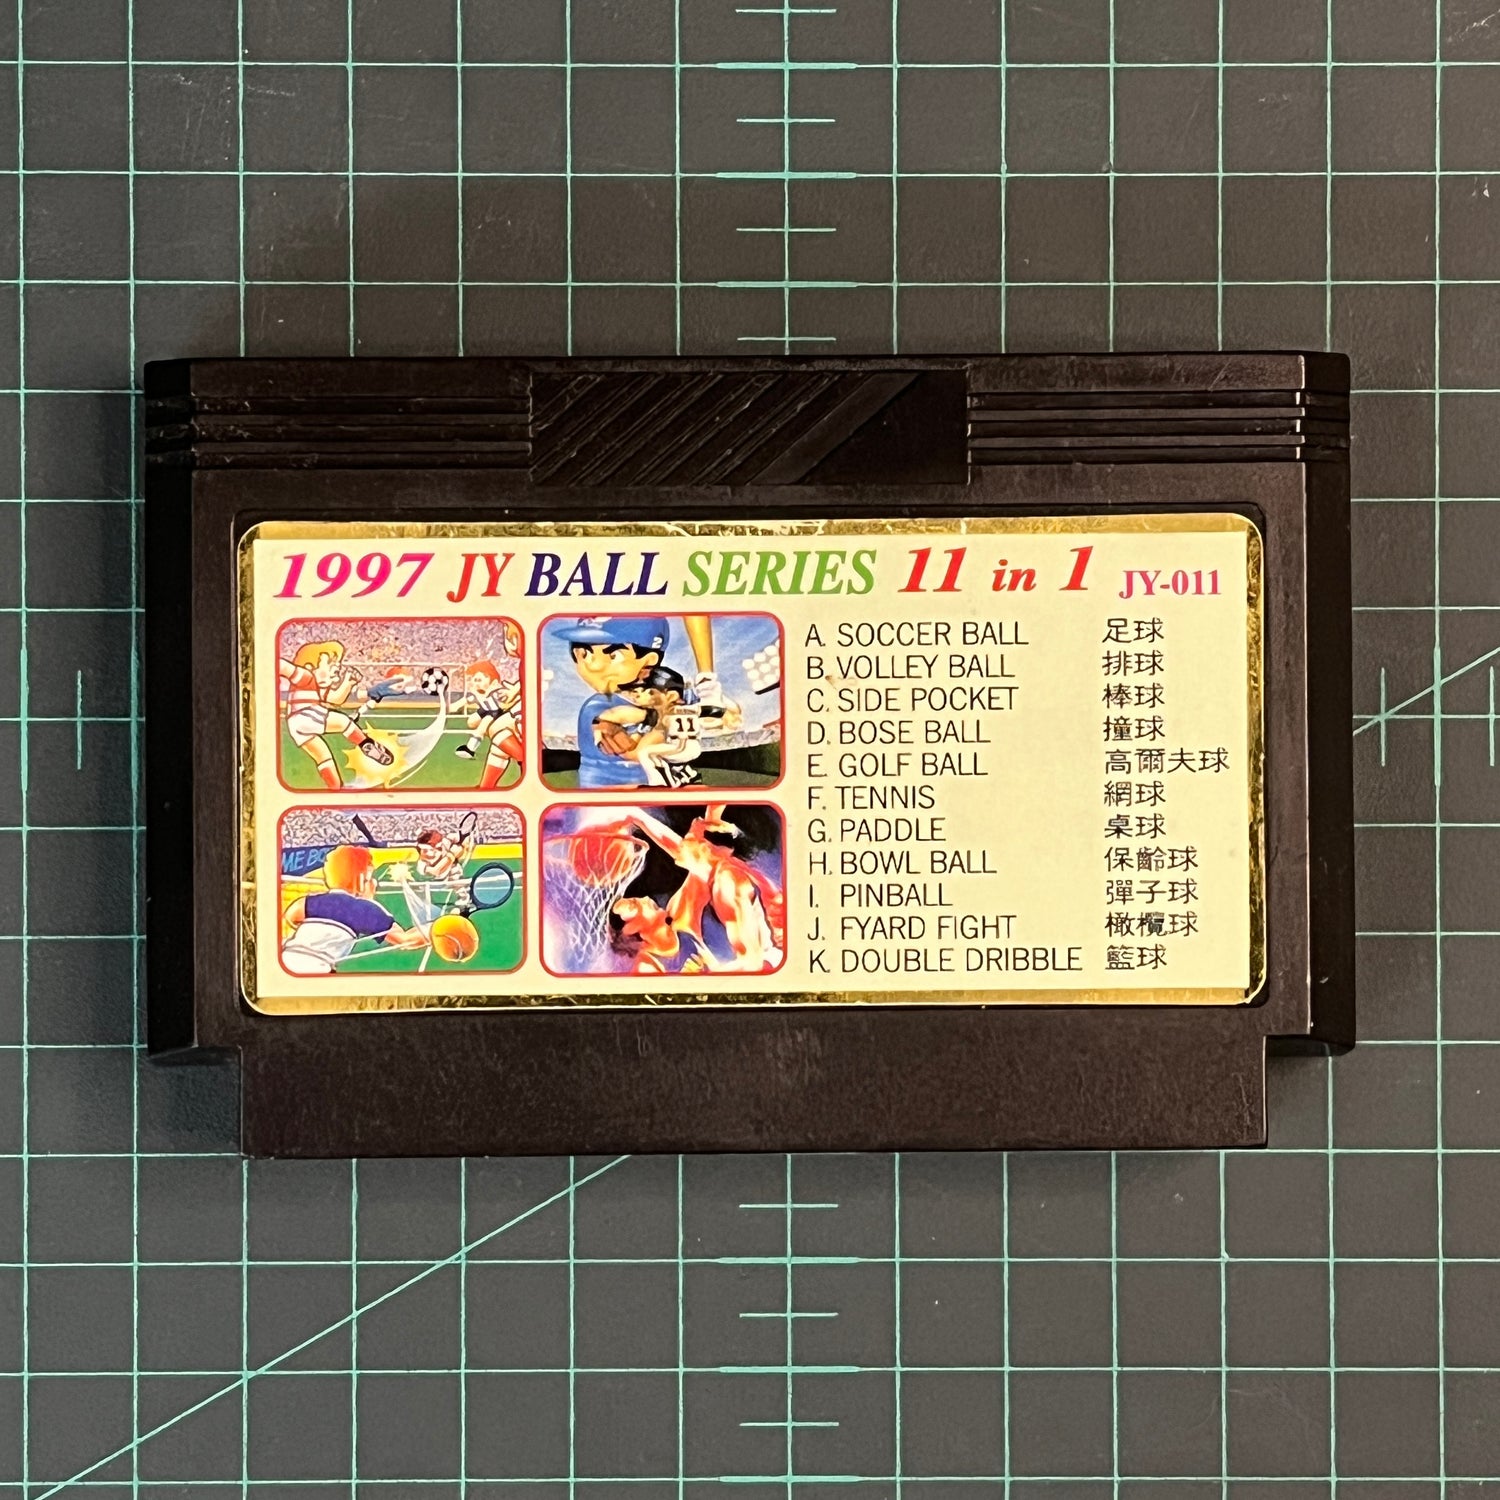 1997 JY BALL SERIES 11 in 1 JY-011
A. SOCCER BALL 足球
B. VOLLEY BALL 排球
C. SIDE POCKET 棒球
D. BOSE BALL 撞球
E. GOLF BALL 高爾夫球
F. TENNIS 網球
G. PADDLE 桌球
H. BOWL BALL 保齡球
I. PINBALL 彈子球
J. FYARD FIGHT 橄欖球
K. DOUBLE DRIBBLE 籃球
2
11